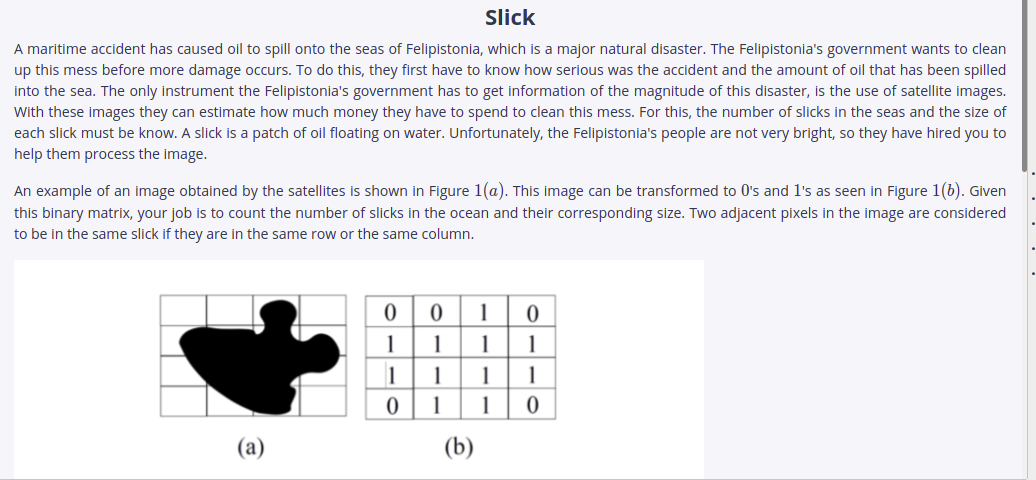 Slick
A maritime accident has caused oil to spill onto the seas of Felipistonia, which is a major natural disaster. The Felipistonia's government wants to clean
up this mess before more damage occurs. To do this, they first have to know how serious was the accident and the amount of oil that has been spilled
into the sea. The only instrument the Felipistonia's government has to get information of the magnitude of this disaster, is the use of satellite images.
With these images they can estimate how much money they have to spend to clean this mess. For this, the number of slicks in the seas and the size of
each slick must be know. A slick is a patch of oil floating on water. Unfortunately, the Felipistonia's people are not very bright, so they have hired you to
help them process the image.
An example of an image obtained by the satellites is shown in Figure 1(a). This image can be transformed to 0's and 1's as seen in Figure 1(b). Given
this binary matrix, your job is to count the number of slicks in the ocean and their corresponding size. Two adjacent pixels in the image are considered
to be in the same slick if they are in the same row or the same column.
0 0 1 0
1 1 1 1
1 1 1 1
0 1 1 0
(a) (b)